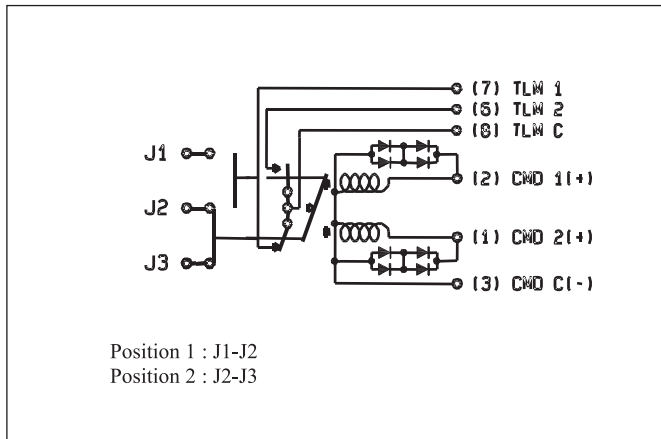 (7) TLM 1
(5) TLM 2
(6) TLM C
J1
(2) CMD 1(+)
J2
(1) CMD 2(+)
J3
(3) CMD C(-)
Position 1 : J1-J2
Position 2 : J2-J3